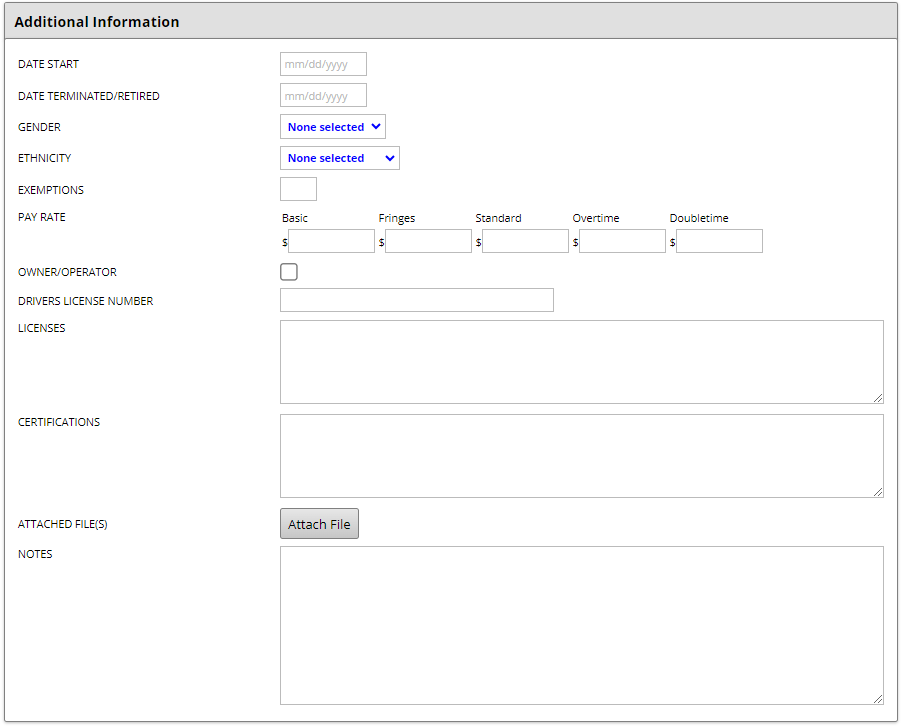 Additional Information
DATE START mm/dd/yyyy
DATE TERMINATED/RETIRED mm/dd/yyyy
GENDER None selected
ETHNICITY None selected
EXEMPTIONS
PAY RATE Basic Fringes Standard Overtime Doubletime
$ $ $ $ $
OWNER/OPERATOR
DRIVERS LICENSE NUMBER
LICENSES
CERTIFICATIONS
ATTACHED FILE(S) Attach File
NOTES